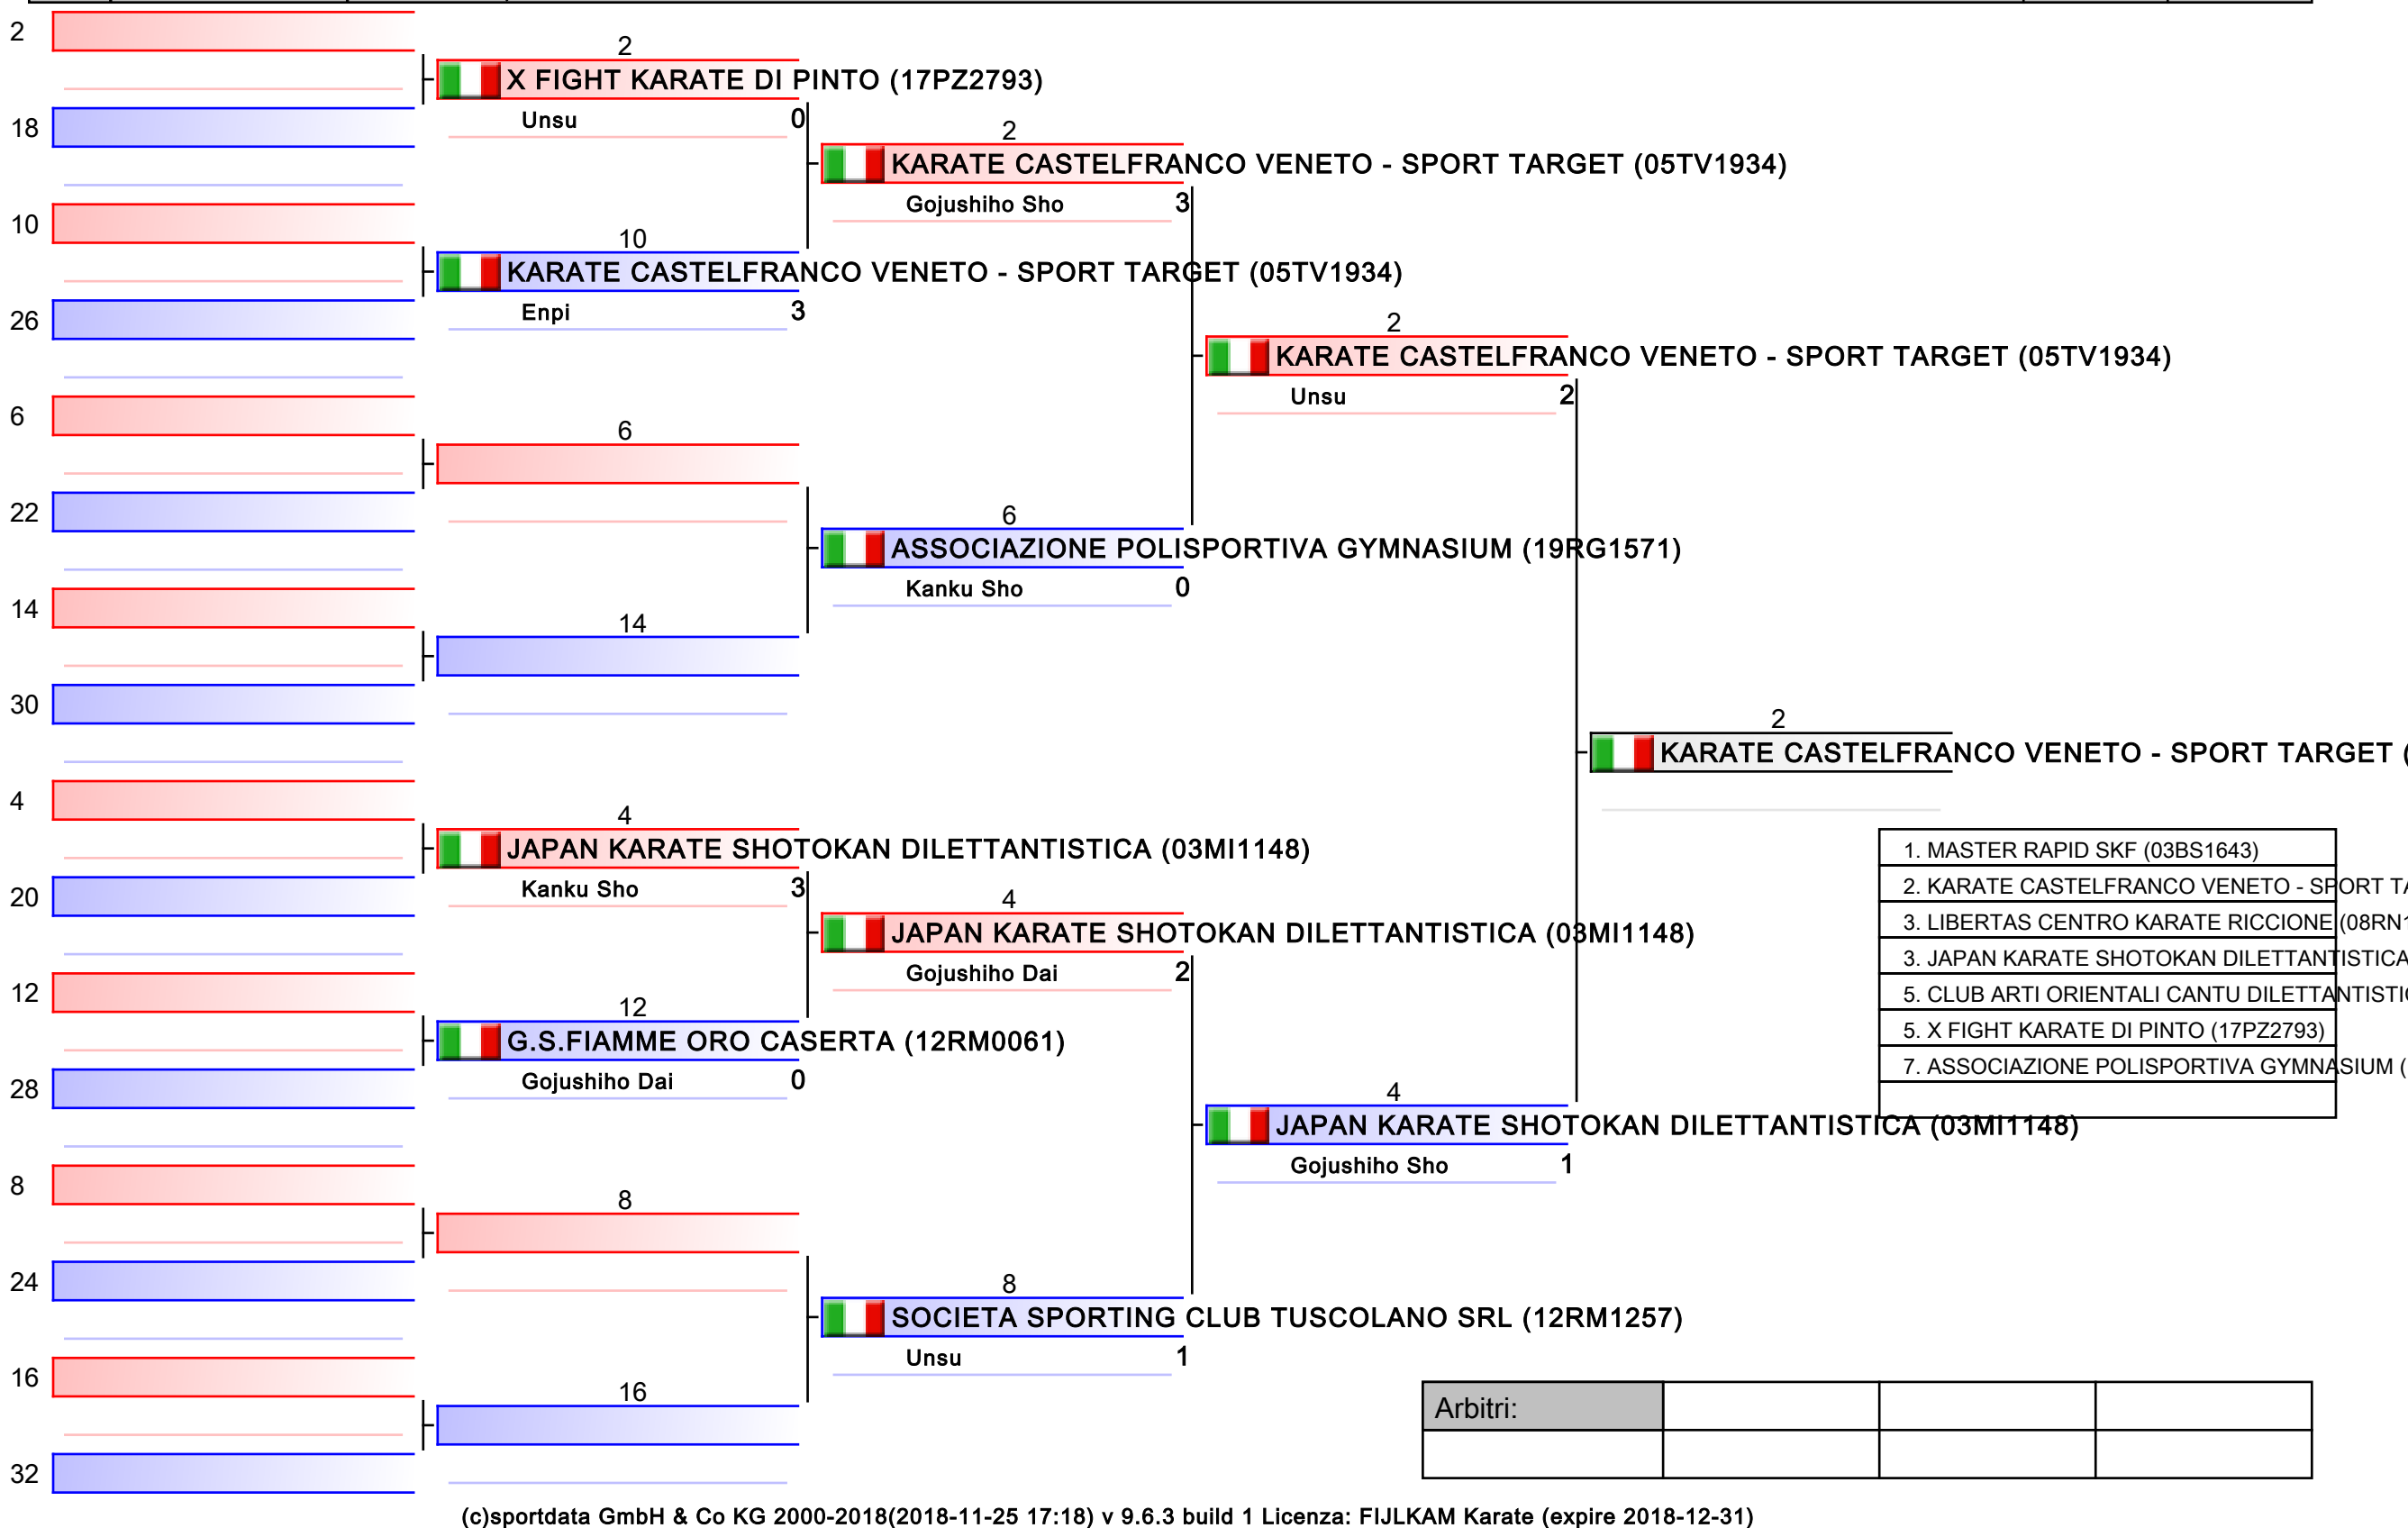 2
2
X FIGHT KARATE DI PINTO (17PZ2793)
Unsu 0
18
2
KARATE CASTELFRANCO VENETO - SPORT TARGET (05TV1934)
Gojushiho Sho 3
10
10
KARATE CASTELFRANCO VENETO - SPORT TARGET (05TV1934)
Enpi 3
26
2
KARATE CASTELFRANCO VENETO - SPORT TARGET (05TV1934)
Unsu 2
6
6
22
6
ASSOCIAZIONE POLISPORTIVA GYMNASIUM (19RG1571)
Kanku Sho 0
14
14
30
2
KARATE CASTELFRANCO VENETO - SPORT TARGET (
4
4
JAPAN KARATE SHOTOKAN DILETTANTISTICA (03MI1148)
Kanku Sho 3
20
4
JAPAN KARATE SHOTOKAN DILETTANTISTICA (03MI1148)
Gojushiho Dai 2
12
12
G.S.FIAMME ORO CASERTA (12RM0061)
Gojushiho Dai 0
28
1. MASTER RAPID SKF (03BS1643)
2. KARATE CASTELFRANCO VENETO - SPORT TA
3. LIBERTAS CENTRO KARATE RICCIONE (08RN1
3. JAPAN KARATE SHOTOKAN DILETTANTISTICA
5. CLUB ARTI ORIENTALI CANTU DILETTANTISTI
5. X FIGHT KARATE DI PINTO (17PZ2793)
7. ASSOCIAZIONE POLISPORTIVA GYMNASIUM (
4
JAPAN KARATE SHOTOKAN DILETTANTISTICA (03MI1148)
Gojushiho Sho 1
8
8
24
8
SOCIETA SPORTING CLUB TUSCOLANO SRL (12RM1257)
Unsu 1
16
16
32
Arbitri:
(c)sportdata GmbH & Co KG 2000-2018(2018-11-25 17:18) v 9.6.3 build 1 Licenza: FIJLKAM Karate (expire 2018-12-31)